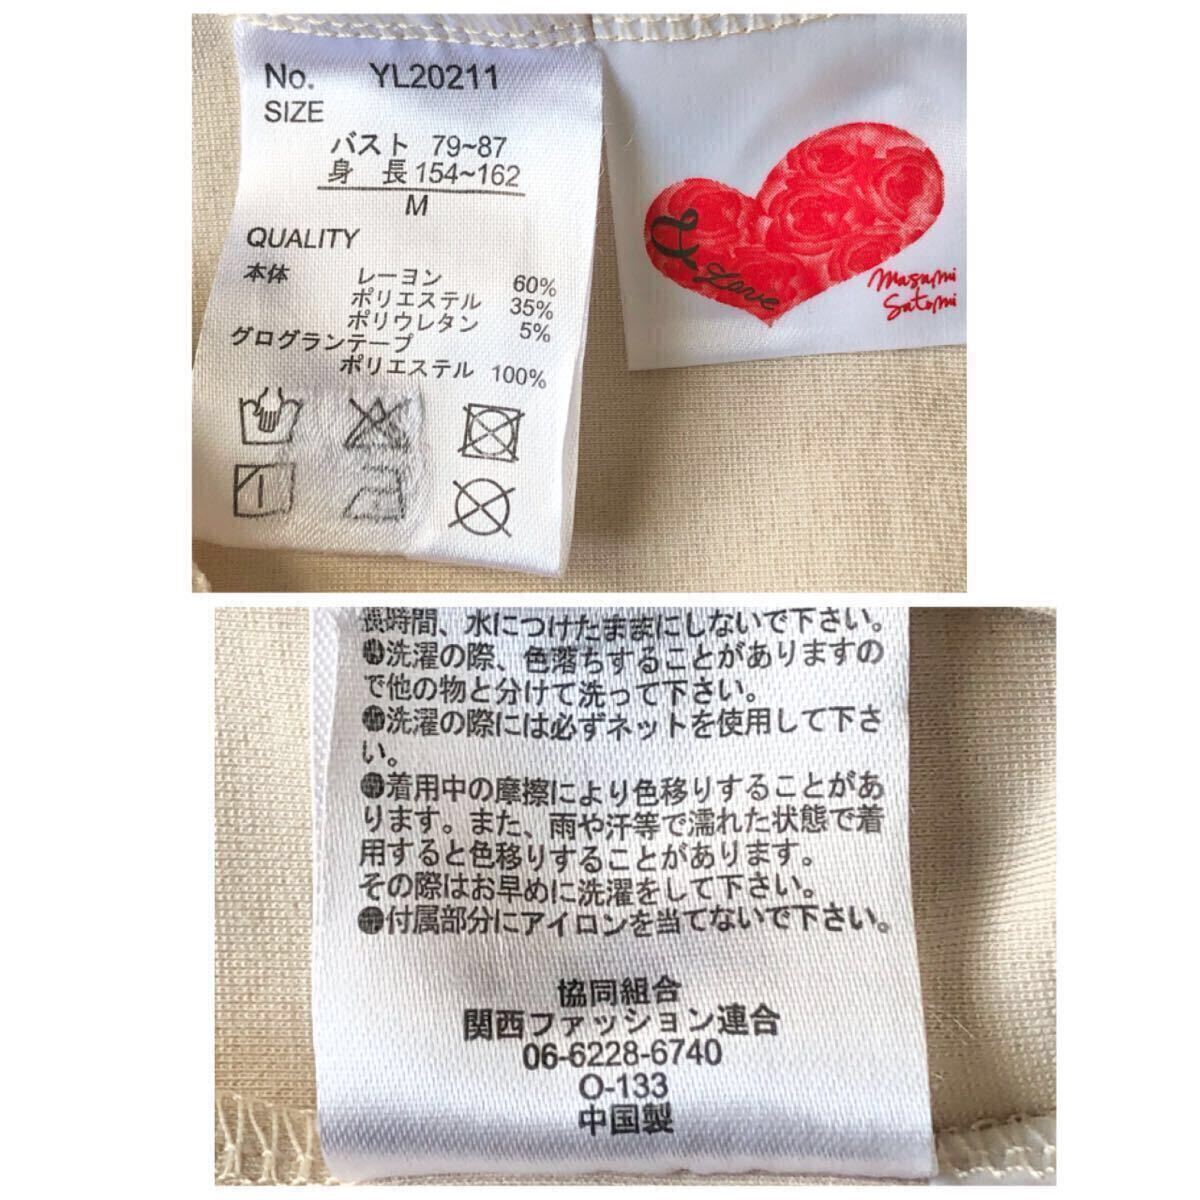 No. YL20211
SIZE
バスト 79~87
身 長 154~162
M
QUALITY
本体 レーヨン 60%
ポリエステル 35%
ポリウレタン 5%
グログランテープ
ポリエステル 100%
Love
Masumi
Satomi
長時間、水につけたままにしないで下さい。
●洗濯の際、色落ちすることがありますの
で他の物と分けて洗って下さい。
●洗濯の際には必ずネットを使用して下さ
い。
●着用中の摩擦により色移りすることがあ
ります。また、雨や汗等で濡れた状態で着
用すると色移りすることがあります。
その際はお早めに洗濯をして下さい。
●付属部分にアイロンを当てないで下さい。
協同組合
関西ファッション連合
06-6228-6740
O-133
中国製